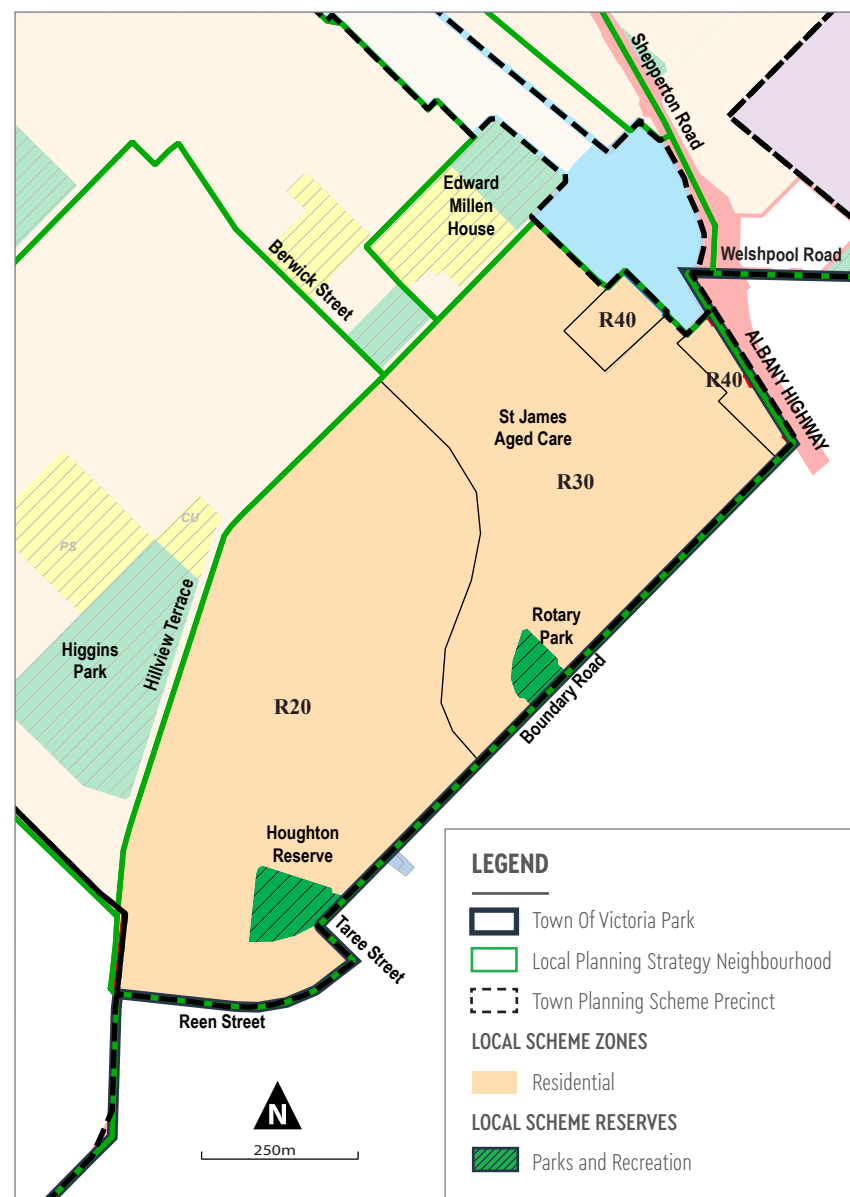 Shepperton Road
Edward
Millen
House
Welshpool Road
Berwick Street
R40
ALBANY HIGHWAY
R40
St James
Aged Care
R30
CU
PS
Hillview Terrace
Higgins
Park
Rotary
Park
Boundary Road
R20
Houghton
Reserve
Taree Street
Reen Street
N
250m
LEGEND
Town Of Victoria Park
Local Planning Strategy Neighbourhood
Town Planning Scheme Precinct
LOCAL SCHEME ZONES
Residential
LOCAL SCHEME RESERVES
Parks and Recreation